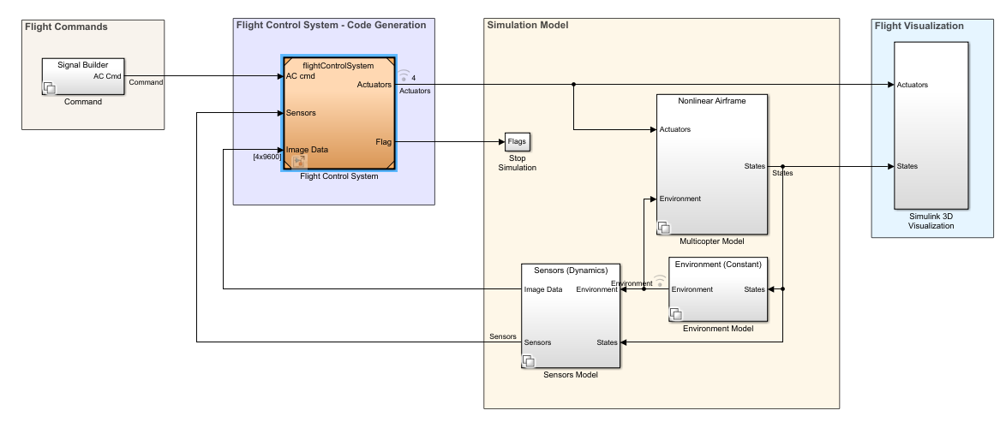 Flight Commands
Signal Builder
AC Cmd
Command
Command
Flight Control System - Code Generation
flightControlSystem
AC cmd
Actuators
Sensors
Flag
Image Data
[4x9600]
Flight Control System
4
Actuators
Simulation Model
Flags
Stop
Simulation
Nonlinear Airframe
Actuators
States
Environment
Multicopter Model
States
Environment (Constant)
Environment
States
Environment Model
Environment
Sensors (Dynamics)
Image Data
Environment
Sensors
States
Sensors Model
Sensors
Flight Visualization
Actuators
States
Simulink 3D
Visualization